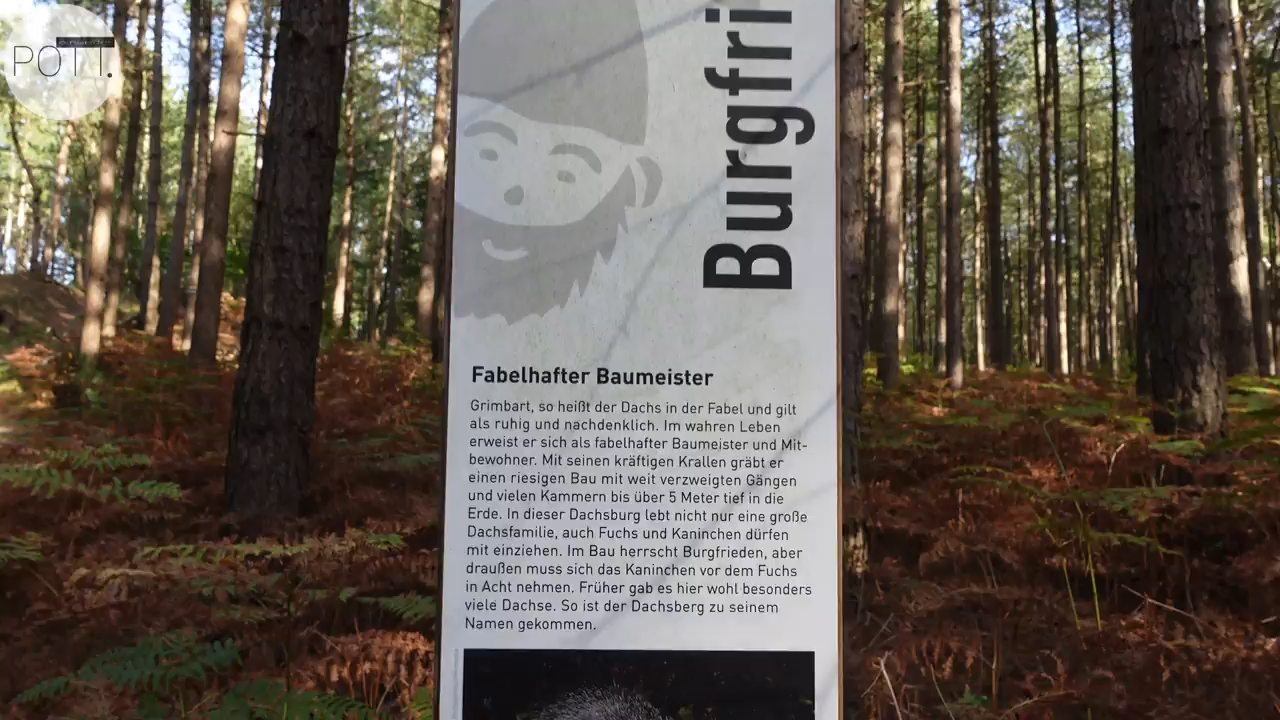 POTT.
Burgfri
Fabelhafter Baumeister
Grimbart, so heißt der Dachs in der Fabel und gilt
als ruhig und nachdenklich. Im wahren Leben
erweist er sich als fabelhafter Baumeister und Mit-
bewohner. Mit seinen kräftigen Krallen gräbt er
einen riesigen Bau mit weit verzweigten Gängen
und vielen Kammern bis über 5 Meter tief in die
Erde. In dieser Dachsburg lebt nicht nur eine große
Dachsfamilie, auch Fuchs und Kaninchen dürfen
mit einziehen. Im Bau herrscht Burgfrieden, aber
draußen muss sich das Kaninchen vor dem Fuchs
in Acht nehmen. Früher gab es hier wohl besonders
viele Dachse. So ist der Dachsberg zu seinem
Namen gekommen.